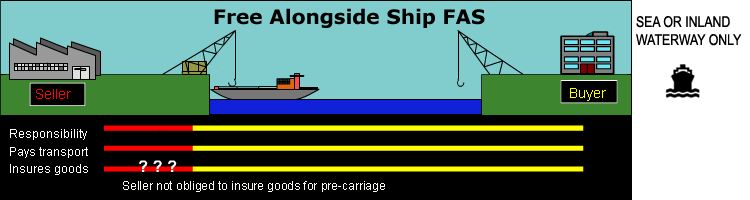 Free Alongside Ship FAS
SEA OR INLAND
WATERWAY ONLY
Seller
Buyer
Responsibility
Pays transport
Insures goods
? ? ?
Seller not obliged to insure goods for pre-carriage